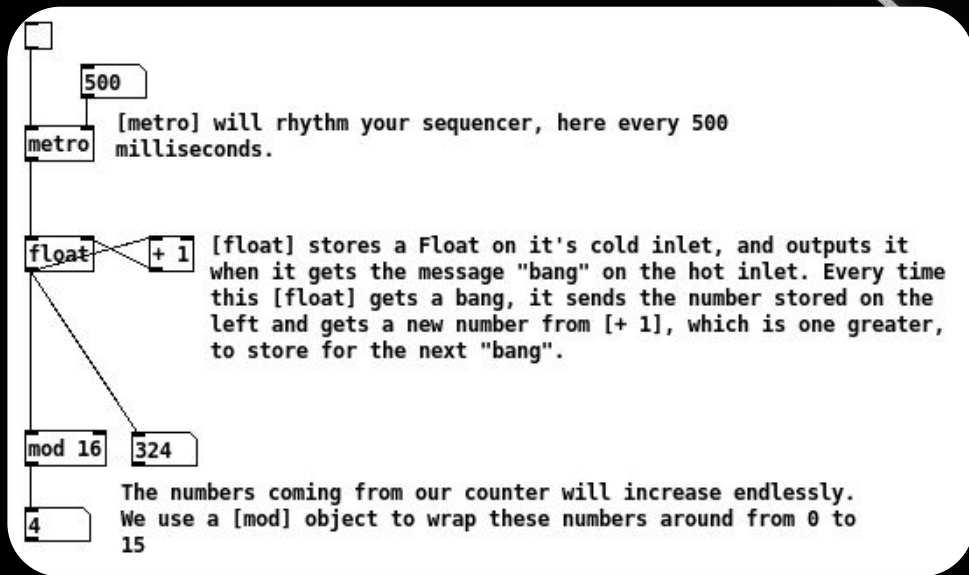 500
metro
[metro] will rhythm your sequencer, here every 500
milliseconds.
float
+ 1
[float] stores a Float on it's cold inlet, and outputs it
when it gets the message "bang" on the hot inlet. Every time
this [float] gets a bang, it sends the number stored on the
left and gets a new number from [+ 1], which is one greater,
to store for the next "bang".
mod 16
324
The numbers coming from our counter will increase endlessly.
We use a [mod] object to wrap these numbers around from 0 to
15
4